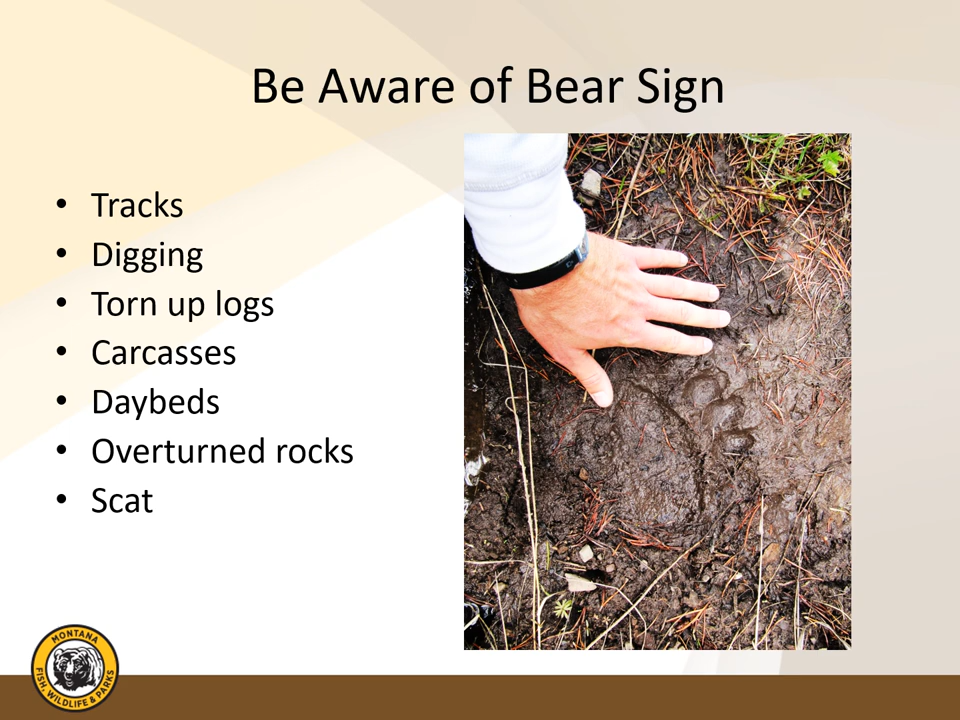 Be Aware of Bear Sign
• Tracks
• Digging
• Torn up logs
• Carcasses
• Daybeds
• Overturned rocks
• Scat
MONTANA
FISH, WILDLIFE & PARKS